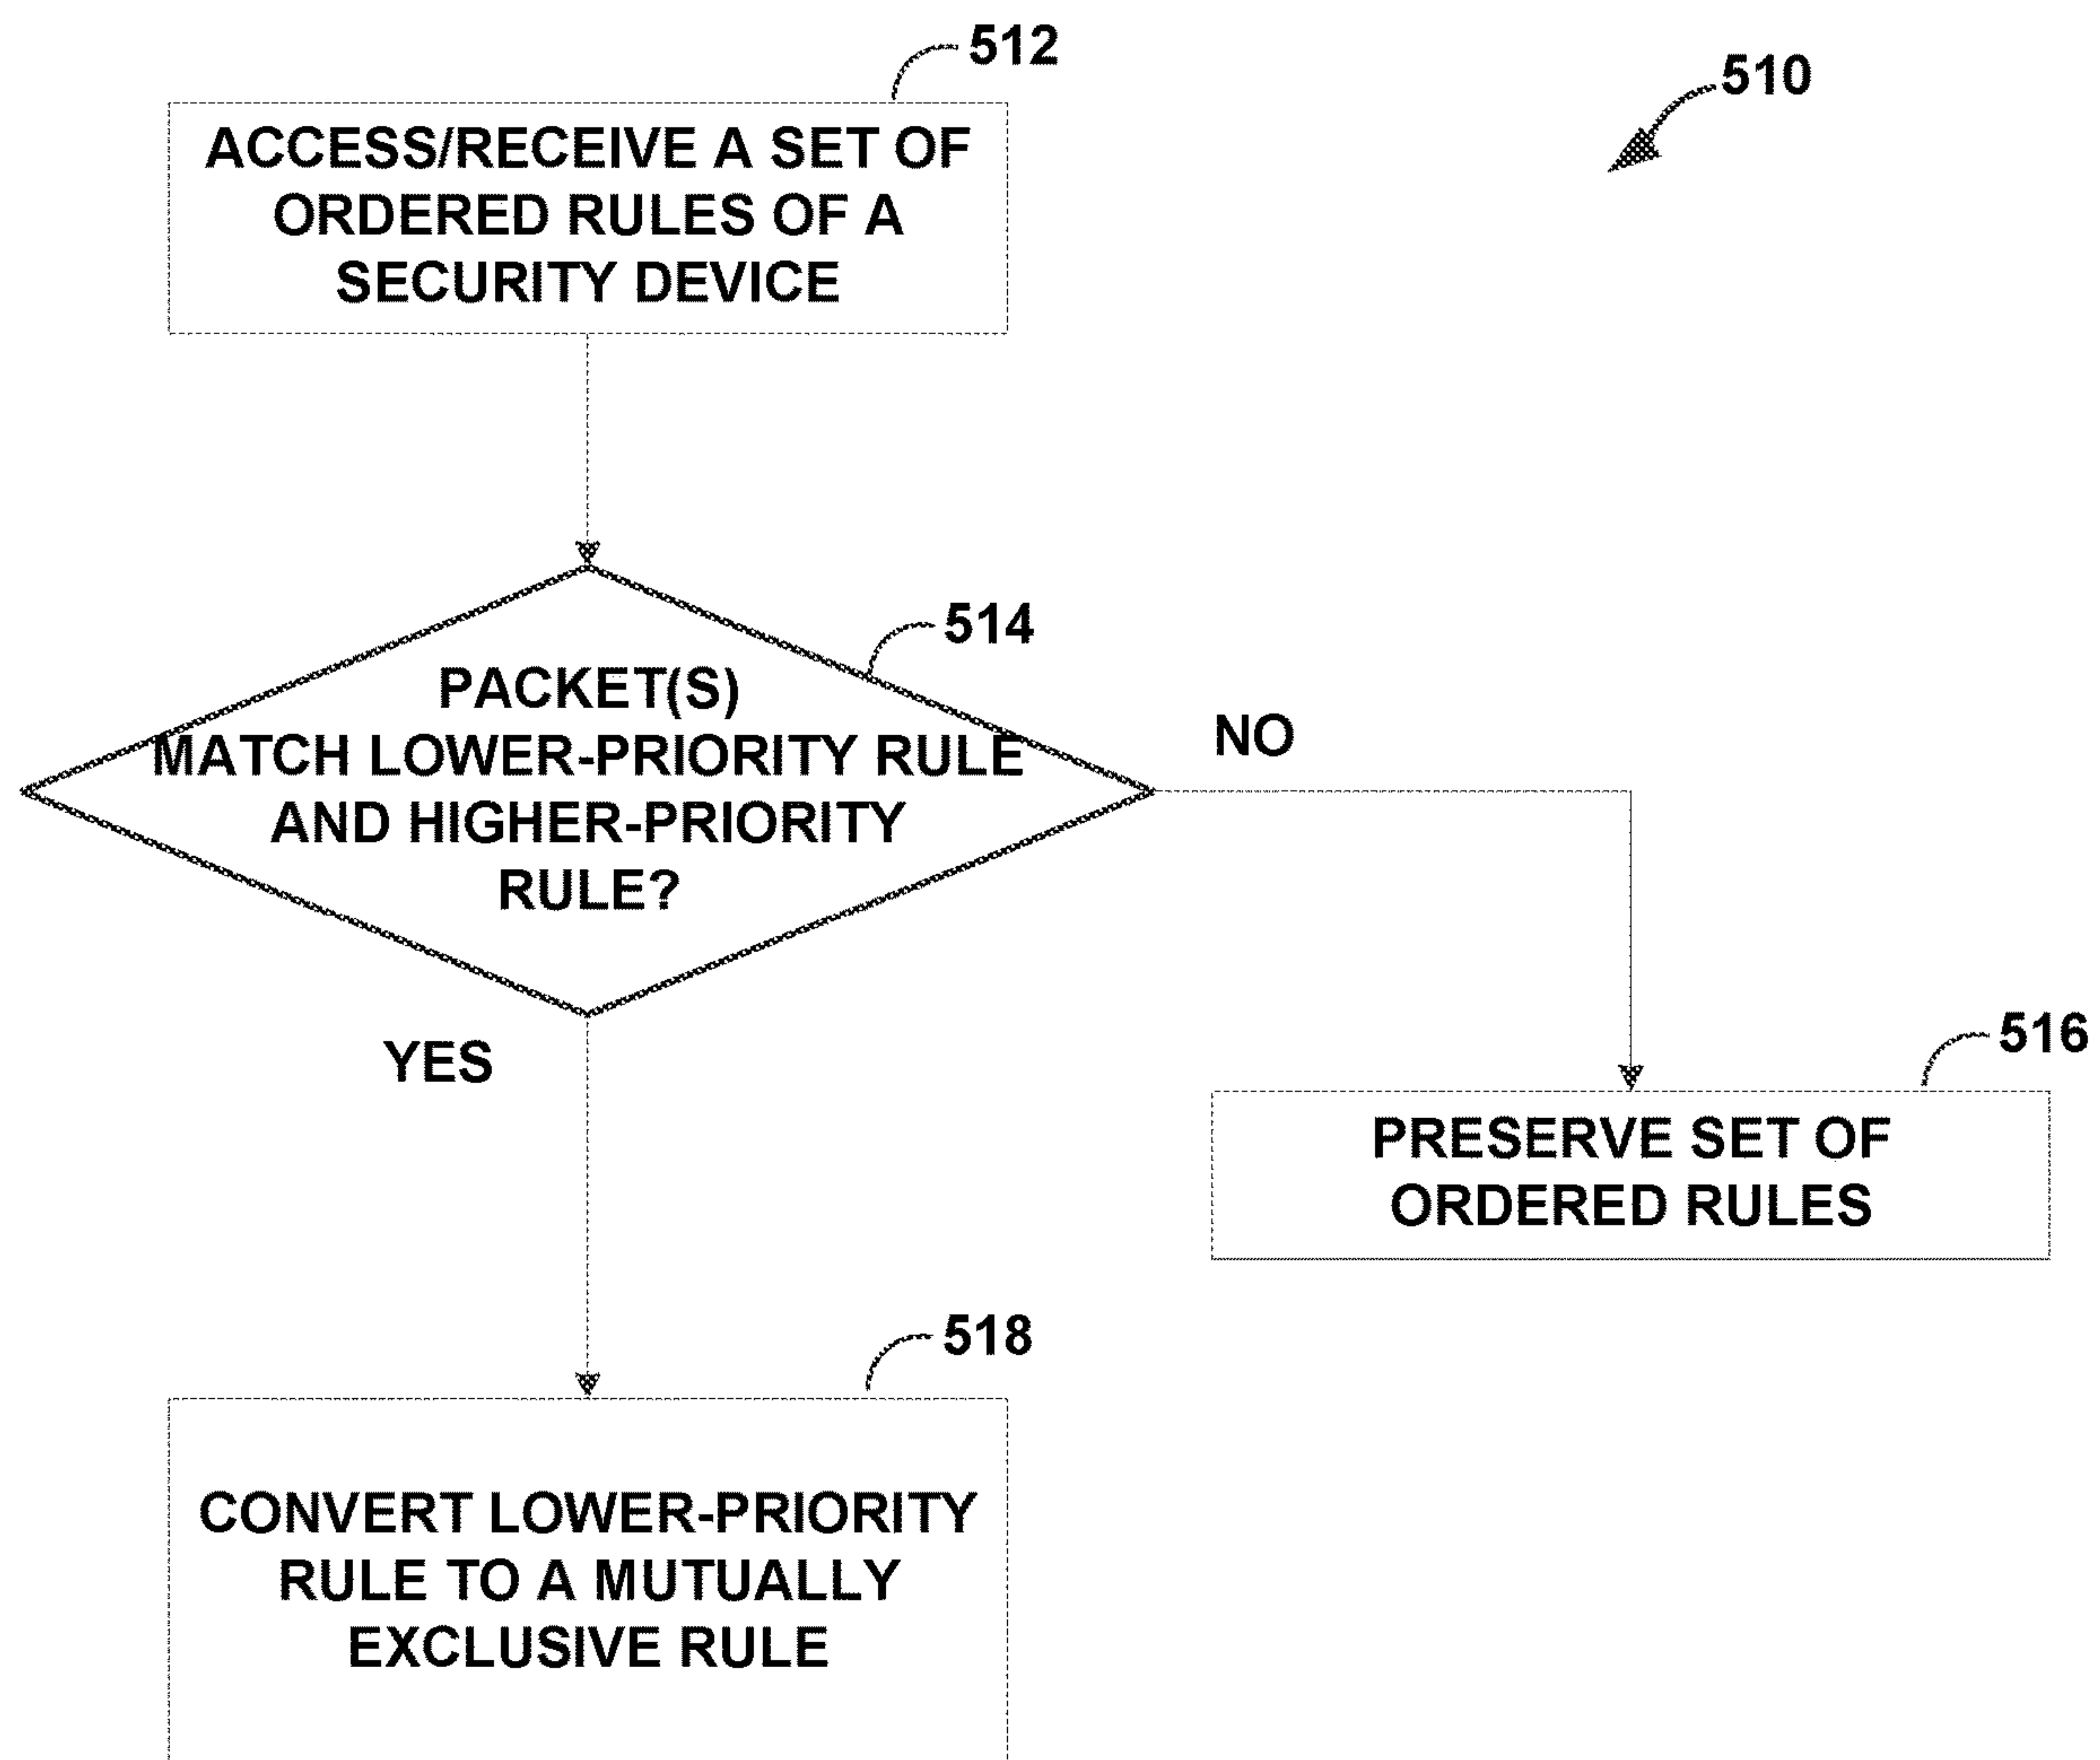 512
510
ACCESS/RECEIVE A SET OF
ORDERED RULES OF A
SECURITY DEVICE
514
PACKET(S)
MATCH LOWER-PRIORITY RULE
AND HIGHER-PRIORITY
RULE?
NO
YES
516
PRESERVE SET OF
ORDERED RULES
518
CONVERT LOWER-PRIORITY
RULE TO A MUTUALLY
EXCLUSIVE RULE